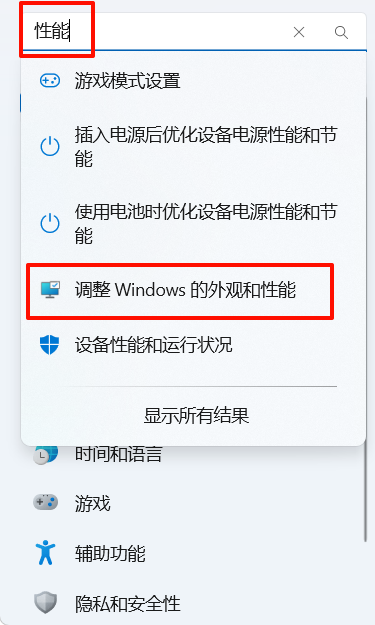 性能
游戏模式设置
插入电源后优化设备电源性能和节
能
使用电池时优化设备电源性能和节
能
调整 Windows 的外观和性能
设备性能和运行状况
显示所有结果
时间和语言
游戏
辅助功能
隐私和安全性